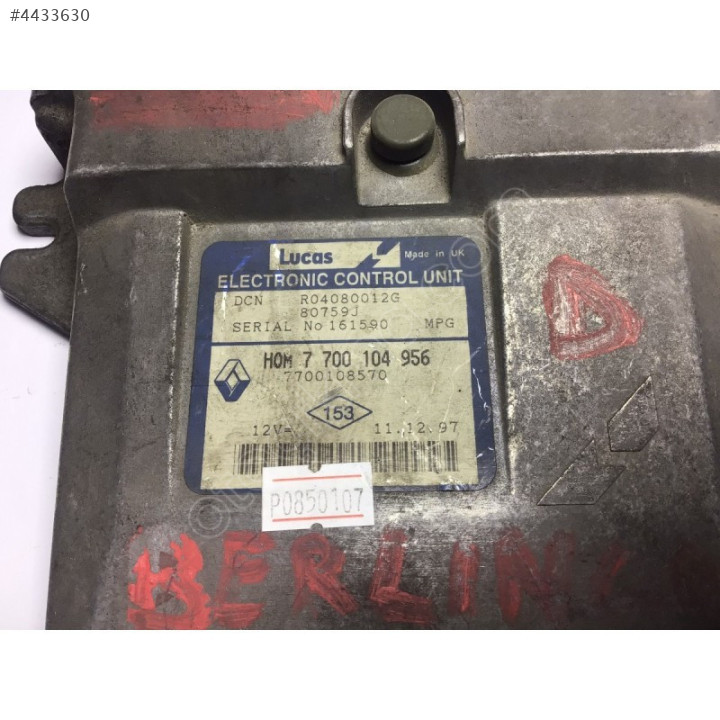 #4433630
Lucas
Made in UK
ELECTRONIC CONTROL UNIT
DCN R04080012G
80759J
SERIAL No 161590 MPG
HOM 7 700 104 956
7700108570
153
12V= 11.12.97
P0850107
D
BERLIN